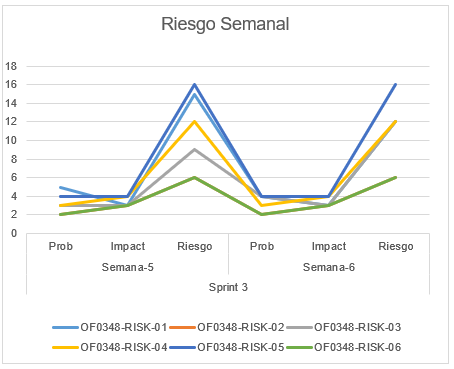 Riesgo Semanal
18
16
14
12
10
8
6
4
2
0
Prob Impact Riesgo Prob Impact Riesgo
Semana-5 Semana-6
Sprint 3
OF0348-RISK-01 OF0348-RISK-02 OF0348-RISK-03
OF0348-RISK-04 OF0348-RISK-05 OF0348-RISK-06